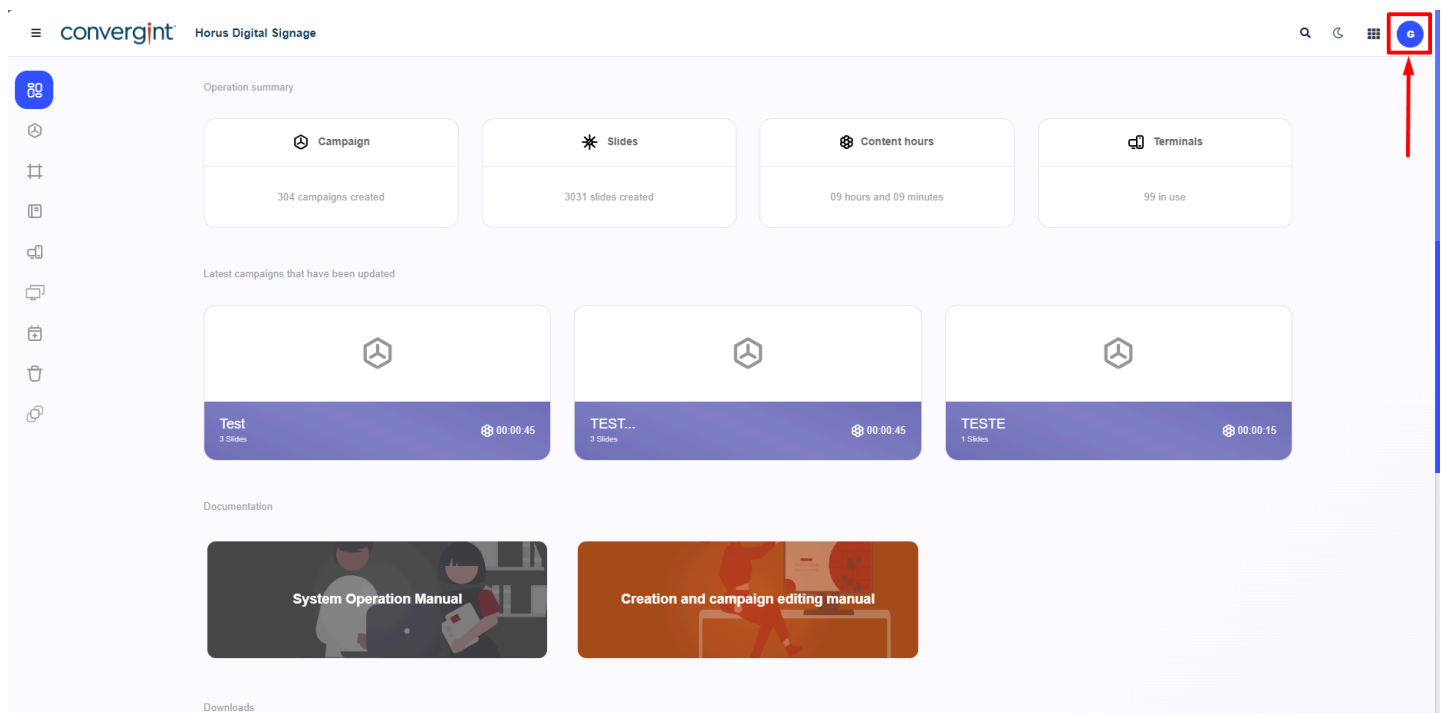 convergint Horus Digital Signage
G
Operation summary
Campaign
Slides
Content hours
Terminals
304 campaigns created
3031 slides created
09 hours and 09 minutes
99 in use
Latest campaigns that have been updated
Test
3 Slides
00:00:45
TEST...
3 Slides
00:00:45
TESTE
1 Slides
00:00:15
Documentation
System Operation Manual
Creation and campaign editing manual
Downloads